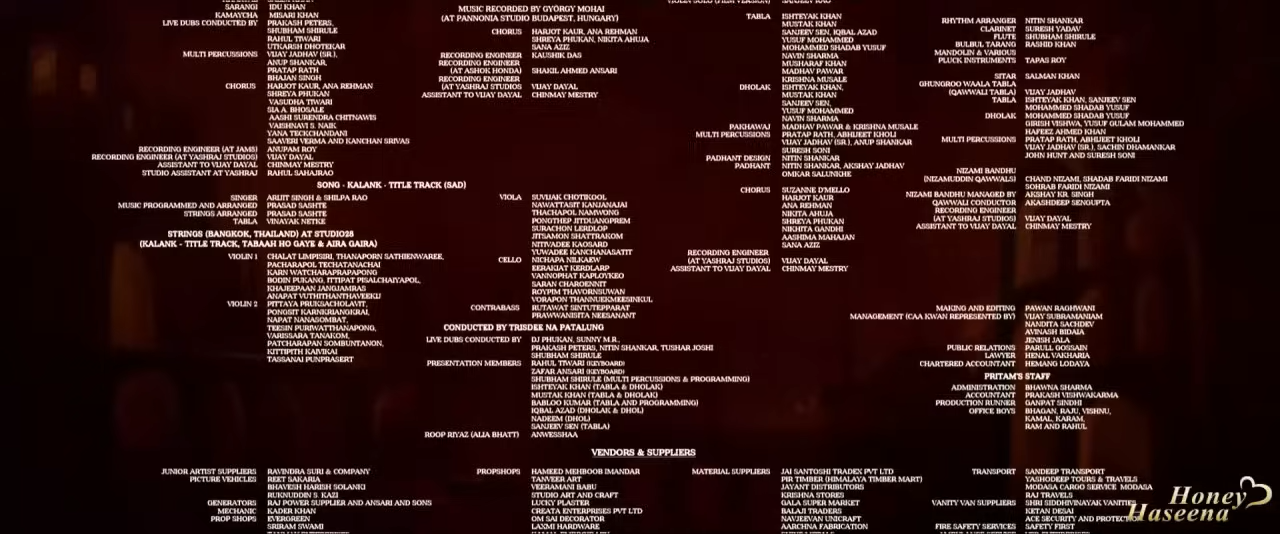 SARANGI IDU KHAN
KAMAYCHA MISARI KHAN
LIVE DUBS CONDUCTED BY PRAKASH PETERS,
SHUBHAM SHIRULE
RAHUL TIWARI
UTKARSH DHOTEKAR
MULTI PERCUSSIONS VIJAY JADHAV (SR.),
ANUP SHANKAR,
PRATAP RATH
BHAJAN SINGH
CHORUS HARJOT KAUR, ANA REHMAN
SHREYA PHUKAN
VASUDHA TIWARI
SIA A. BHOSALE
AASHI SURENDRA CHITNAWIS
VAISHNAVI S. NAIK
YANA TECKCHANDANI
SAAVERI VERMA AND KANCHAN SRIVAS
RECORDING ENGINEER (AT JAMS) ANUPAM ROY
RECORDING ENGINEER (AT YASHRAJ STUDIOS) VIJAY DAYAL
ASSISTANT TO VIJAY DAYAL CHINMAY MESTRY
STUDIO ASSISTANT AT YASHRAJ RAHUL SAHAJRAO
SONG - KALANK - TITLE TRACK (SAD)
SINGER ARIJIT SINGH & SHILPA RAO
MUSIC PROGRAMMED AND ARRANGED PRASAD SASHTE
STRINGS ARRANGED PRASAD SASHTE
TABLA VINAYAK NETKE
STRINGS (BANGKOK, THAILAND) AT STUDIO28
(KALANK - TITLE TRACK, TABAAH HO GAYE & AIRA GAIRA)
VIOLIN 1 CHALAT LIMPISIRI, THANAPORN SATHIENWAREE,
PACHARAPOL TECHATANACHAI
KARN WATCHARAPRAPAPONG
BODIN PUKANG, ITTIPAT PISALCHAIYAPOL,
KHAJEEPAAN JANGJAMRAS
ANAPAT VUTHITHANTHAVEEKIJ
VIOLIN 2 PITTAYA PRUKSACHOLAVIT,
PONGSIT KARNKRIANGKRAI,
NAPAT NANASOMBAT,
TEESIN PURIWATTHANAPONG,
VARISSARA TANAKOM,
PATCHARAPAN SOMBUNTANON,
KITTIPITH KAIVIKAI
TASSANAI PUNPRASERT
MUSIC RECORDED BY GYÖRGY MOHAI
(AT PANNONIA STUDIO BUDAPEST, HUNGARY)
CHORUS HARJOT KAUR, ANA REHMAN
SHREYA PHUKAN, NIKITA AHUJA
SANA AZIZ
RECORDING ENGINEER KAUSHIK DAS
RECORDING ENGINEER
(AT ASHOK HONDA) SHAKIL AHMED ANSARI
RECORDING ENGINEER
(AT YASHRAJ STUDIOS) VIJAY DAYAL
ASSISTANT TO VIJAY DAYAL CHINMAY MESTRY
VIOLA SUVIJAK CHOTIKOOL
NAWATTASIT KANJANAJAI
THACHAPOL NAMWONG
PONGTHEP JITDUANGPREM
SURACHON LERDLOP
JITSAMON SHATTRAKOM
NITIVADEE KAOSARD
YUWADEE KANCHANASATIT
CELLO NICHAPA NILKAEW
EERAKIAT KERDLARP
VANNOPHAT KAPLOYKEO
SARAN CHAROENNIT
ROYPIM THAVORNSUWAN
VORAPON THANNUEKMEESINKUL
CONTRABASS RUTAWAT SINTUTEPPARAT
PRAWWANISITA NEESANANT
CONDUCTED BY TRISDEE NA PATALUNG
LIVE DUBS CONDUCTED BY DJ PHUKAN, SUNNY M.R.,
PRAKASH PETERS, NITIN SHANKAR, TUSHAR JOSHI
SHUBHAM SHIRULE
PRESENTATION MEMBERS RAHUL TIWARI (KEYBOARD)
ZAFAR ANSARI (KEYBOARD)
SHUBHAM SHIRULE (MULTI PERCUSSIONS & PROGRAMMING)
ISHTEYAK KHAN (TABLA & DHOLAK)
MUSTAK KHAN (TABLA & DHOLAK)
BABLOO KUMAR (TABLA AND PROGRAMMING)
IQBAL AZAD (DHOLAK & DHOL)
NADEEM (DHOL)
SANJEEV SEN (TABLA)
ROOP RIYAZ (ALIA BHATT) ANWESSHAA
TABLA ISHTEYAK KHAN
MUSTAK KHAN
SANJEEV SEN, IQBAL AZAD
YUSUF MOHAMMED
MOHAMMED SHADAB YUSUF
NAVIN SHARMA
MUSHARAF KHAN
MADHAV PAWAR
KRISHNA MUSALE
DHOLAK ISHTEYAK KHAN,
MUSTAK KHAN
SANJEEV SEN,
YUSUF MOHAMMED
NAVIN SHARMA
PAKHAWAJ MADHAV PAWAR & KRISHNA MUSALE
MULTI PERCUSSIONS PRATAP RATH, ABHIJEET KHOLI
VIJAY JADHAV (SR.), ANUP SHANKAR
SURESH SONI
PADHANT DESIGN NITIN SHANKAR
PADHANT NITIN SHANKAR, AKSHAY JADHAV
OMKAR SALUNKHE
CHORUS SUZANNE D'MELLO
HARJOT KAUR
ANA REHMAN
NIKITA AHUJA
SHREYA PHUKAN
NIKHITA GANDHI
AASHIMA MAHAJAN
SANA AZIZ
RECORDING ENGINEER
(AT YASHRAJ STUDIOS) VIJAY DAYAL
ASSISTANT TO VIJAY DAYAL CHINMAY MESTRY
RHYTHM ARRANGER NITIN SHANKAR
CLARINET SURESH YADAV
FLUTE SHUBHAM SHIRULE
BULBUL TARANG RASHID KHAN
MANDOLIN & VARIOUS
PLUCK INSTRUMENTS TAPAS ROY
SITAR SALMAN KHAN
GHUNGROO WAALA TABLA
(QAWWALI TABLA) VIJAY JADHAV
TABLA ISHTEYAK KHAN, SANJEEV SEN
MOHAMMED SHADAB YUSUF
DHOLAK MOHAMMED SHADAB YUSUF
GIRISH VISHWA, YUSUF GULAM MOHAMMED
HAFEEZ AHMED KHAN
MULTI PERCUSSIONS PRATAP RATH, ABHIJEET KHOLI
VIJAY JADHAV (SR.), SACHIN DHAMANKAR
JOHN HUNT AND SURESH SONI
NIZAMI BANDHU
(NIZAMUDDIN QAWWALS) CHAND NIZAMI, SHADAB FARIDI NIZAMI
SOHRAB FARIDI NIZAMI
NIZAMI BANDHU MANAGED BY AKSHAY KR. SINGH
QAWWALI CONDUCTOR AKASHDEEP SENGUPTA
RECORDING ENGINEER
(AT YASHRAJ STUDIOS) VIJAY DAYAL
ASSISTANT TO VIJAY DAYAL CHINMAY MESTRY
MAKING AND EDITING PAWAN RAGHWANI
MANAGEMENT (CAA KWAN REPRESENTED BY) VIJAY SUBRAMANIAM
NANDITA SACHDEV
AVINASH BIDAIA
JENISH JALA
PUBLIC RELATIONS PARULL GOSSAIN
LAWYER HENAL VAKHARIA
CHARTERED ACCOUNTANT HEMANG LODAYA
PRITAM'S STAFF
ADMINISTRATION BHAWNA SHARMA
ACCOUNTANT PRAKASH VISHWAKARMA
PRODUCTION RUNNER GANPAT SINDHI
OFFICE BOYS BHAGAN, RAJU, VISHNU,
KAMAL, KARAM,
RAM AND RAHUL
VENDORS & SUPPLIERS
JUNIOR ARTIST SUPPLIERS RAVINDRA SURI & COMPANY
PICTURE VEHICLES REET SAKARIA
BHAVESH HARISH SOLANKI
RUKNUDDIN S. KAZI
GENERATORS RAJ POWER SUPPLIER AND ANSARI AND SONS
MECHANIC KADER KHAN
PROP SHOPS EVERGREEN
SRIRAM SWAMI
PROPSHOPS HAMEED MEHBOOB IMANDAR
TANVEER ART
VEERAMANI BABU
STUDIO ART AND CRAFT
LUCKY PLASTER
CREATA ENTERPRISES PVT LTD
OM SAI DECORATOR
LAXMI HARDWARE
MATERIAL SUPPLIERS JAI SANTOSHI TRADEX PVT LTD
PIR TIMBER (HIMALAYA TIMBER MART)
JAYANT DISTRIBUTORS
KRISHNA STORES
GALA SUPER MARKET
BALAJI TRADERS
NAVJEEVAN UNICRAFT
AARCHNA FABRICATION
TRANSPORT SANDEEP TRANSPORT
YASHODEEP TOURS & TRAVELS
MODASA CARGO SERVICE MODASA
RAJ TRAVELS
VANITY VAN SUPPLIERS SHRI SIDDHIVINAYAK VANITIES
KETAN DESAI
ACE SECURITY AND PROTECTION
FIRE SAFETY SERVICES SAFETY FIRST
Honey
Haseena